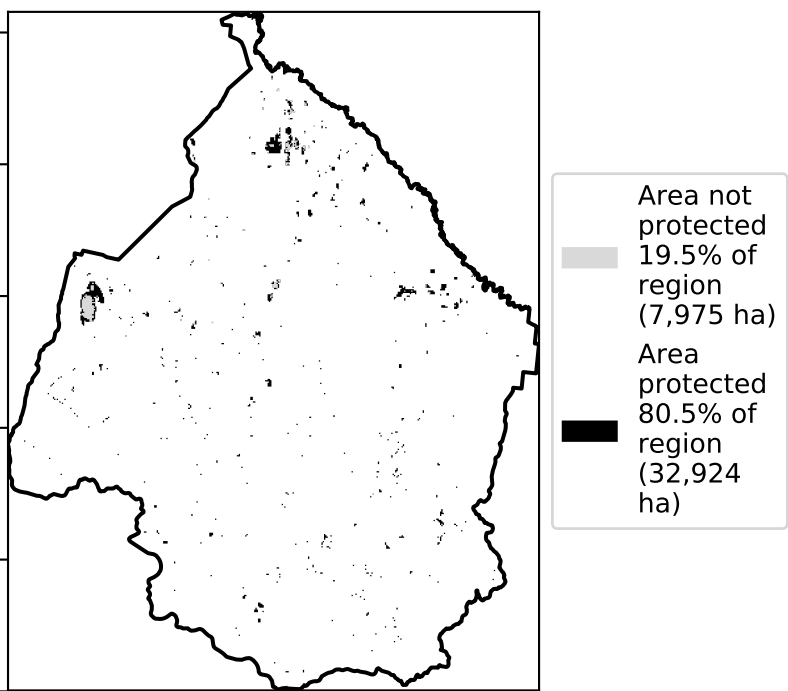 Area not
protected
19.5% of
region
(7,975 ha)
Area
protected
80.5% of
region
(32,924
ha)